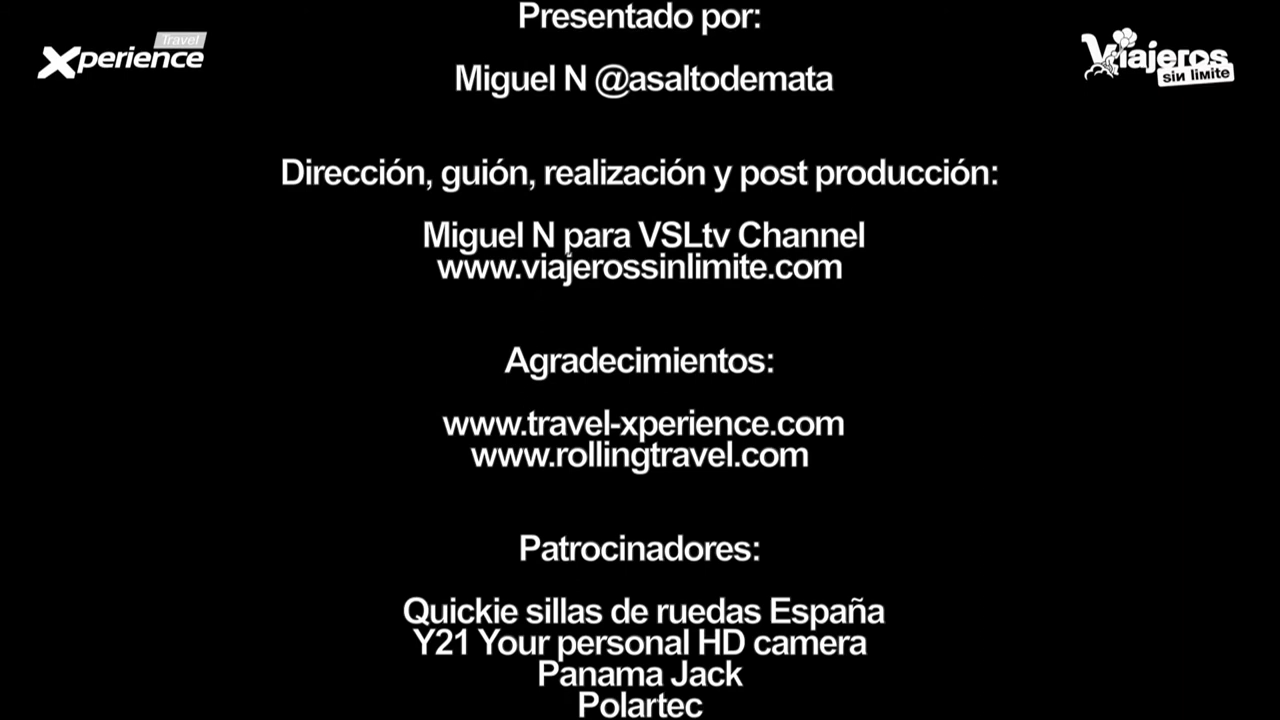 Travel
Xperience
Viajeros
sin limite
Presentado por:
Miguel N @asaltodemata
Dirección, guión, realización y post producción:
Miguel N para VSLtv Channel
www.viajerossinlimite.com
Agradecimientos:
www.travel-xperience.com
www.rollingtravel.com
Patrocinadores:
Quickie sillas de ruedas España
Y21 Your personal HD camera
Panama Jack
Polartec